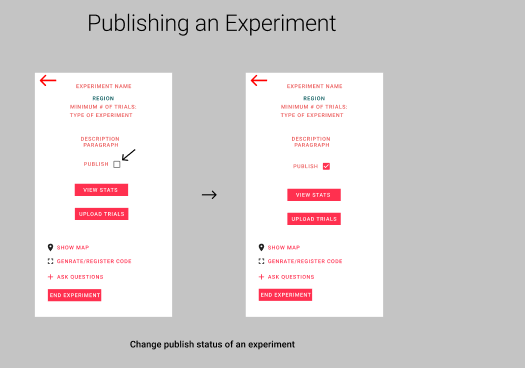 Publishing an Experiment
EXPERIMENT NAME
REGION
MINIMUM # OF TRIALS:
TYPE OF EXPERIMENT
DESCRIPTION
PARAGRAPH
PUBLISH
VIEW STATS
UPLOAD TRIALS
SHOW MAP
GENRATE/REGISTER CODE
ASK QUESTIONS
END EXPERIMENT
EXPERIMENT NAME
REGION
MINIMUM # OF TRIALS:
TYPE OF EXPERIMENT
DESCRIPTION
PARAGRAPH
PUBLISH
VIEW STATS
UPLOAD TRIALS
SHOW MAP
GENRATE/REGISTER CODE
ASK QUESTIONS
END EXPERIMENT
Change publish status of an experiment